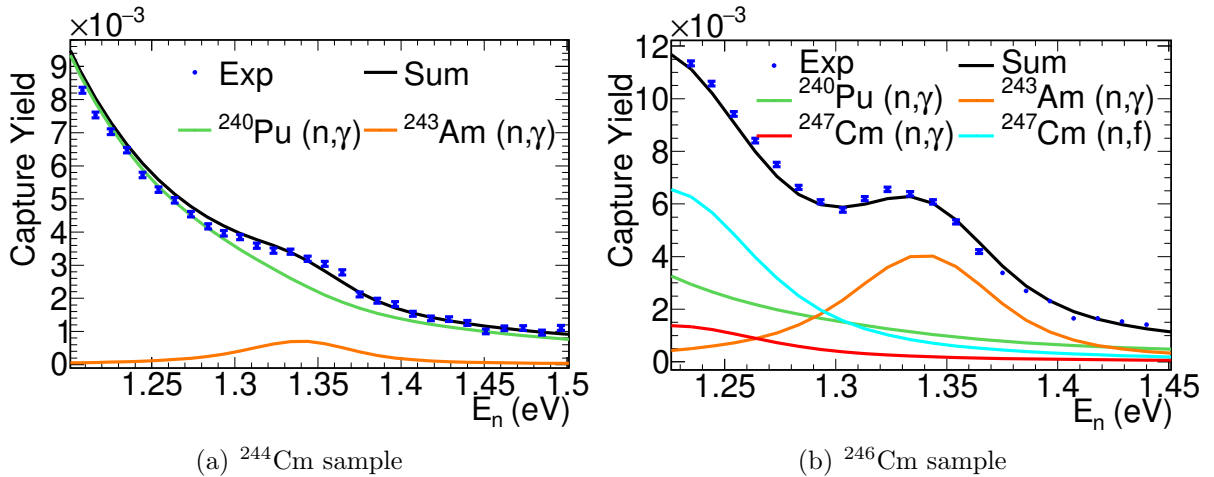 ×10⁻³
Capture Yield
9
8
7
6
5
4
3
2
1
0
Exp
Sum
²⁴⁰Pu (n,γ)
²⁴³Am (n,γ)
1.25 1.3 1.35 1.4 1.45 1.5
Eₙ (eV)
(a) ²⁴⁴Cm sample
×10⁻³
Capture Yield
12
10
8
6
4
2
0
Exp
Sum
²⁴⁰Pu (n,γ)
²⁴³Am (n,γ)
²⁴⁷Cm (n,γ)
²⁴⁷Cm (n,f)
1.25 1.3 1.35 1.4 1.45
Eₙ (eV)
(b) ²⁴⁶Cm sample